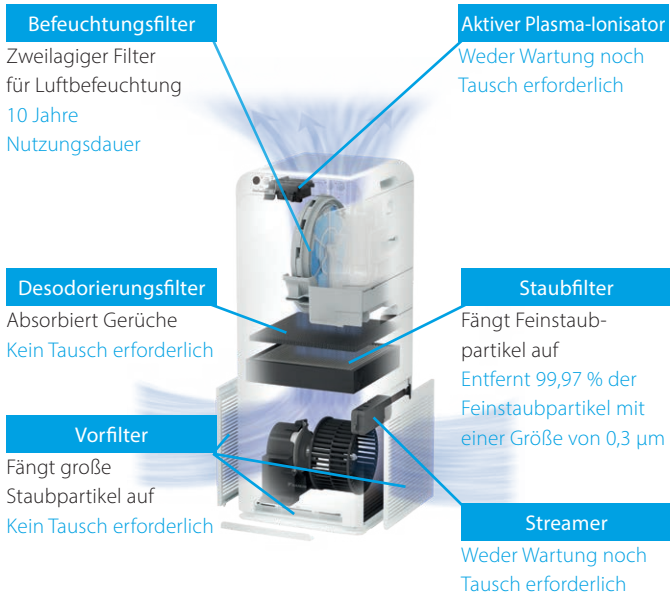 Befeuchtungsfilter
Zweilagiger Filter
für Luftbefeuchtung
10 Jahre
Nutzungsdauer
Aktiver Plasma-Ionisator
Weder Wartung noch
Tausch erforderlich
Desodorierungsfilter
Absorbiert Gerüche
Kein Tausch erforderlich
Staubfilter
Fängt Feinstaub-
partikel auf
Entfernt 99,97 % der
Feinstaubpartikel mit
einer Größe von 0,3 µm
Vorfilter
Fängt große
Staubpartikel auf
Kein Tausch erforderlich
Streamer
Weder Wartung noch
Tausch erforderlich